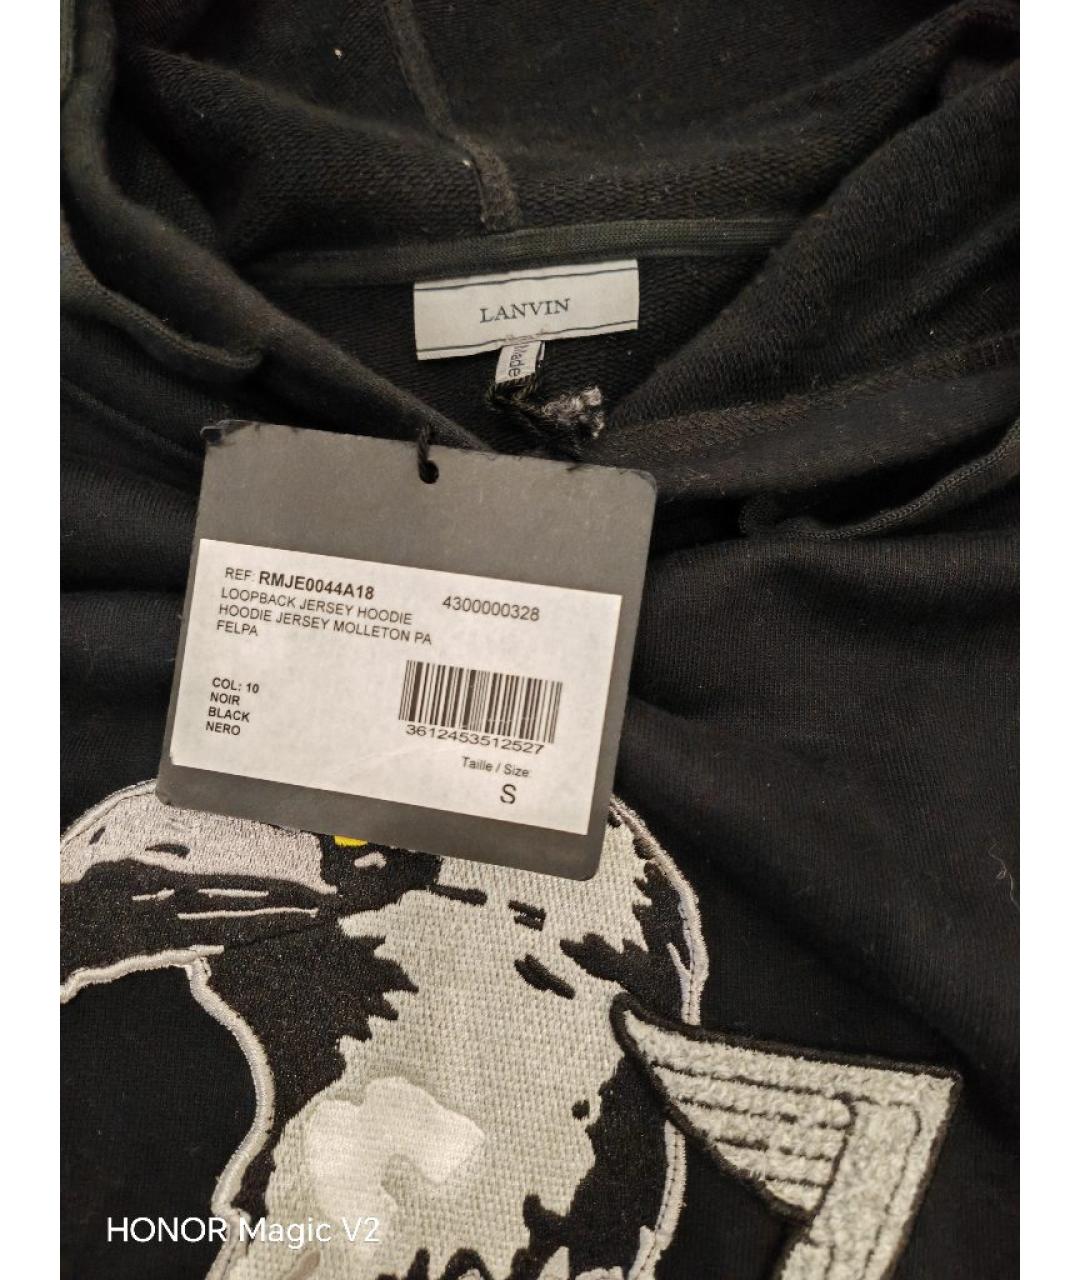 LANVIN
Made
REF: RMJE0044A18
4300000328
LOOPBACK JERSEY HOODIE
HOODIE JERSEY MOLLETON PA
FELPA
COL: 10
NOIR
BLACK
NERO
3612453512527
Taille / Size:
S
HONOR Magic V2